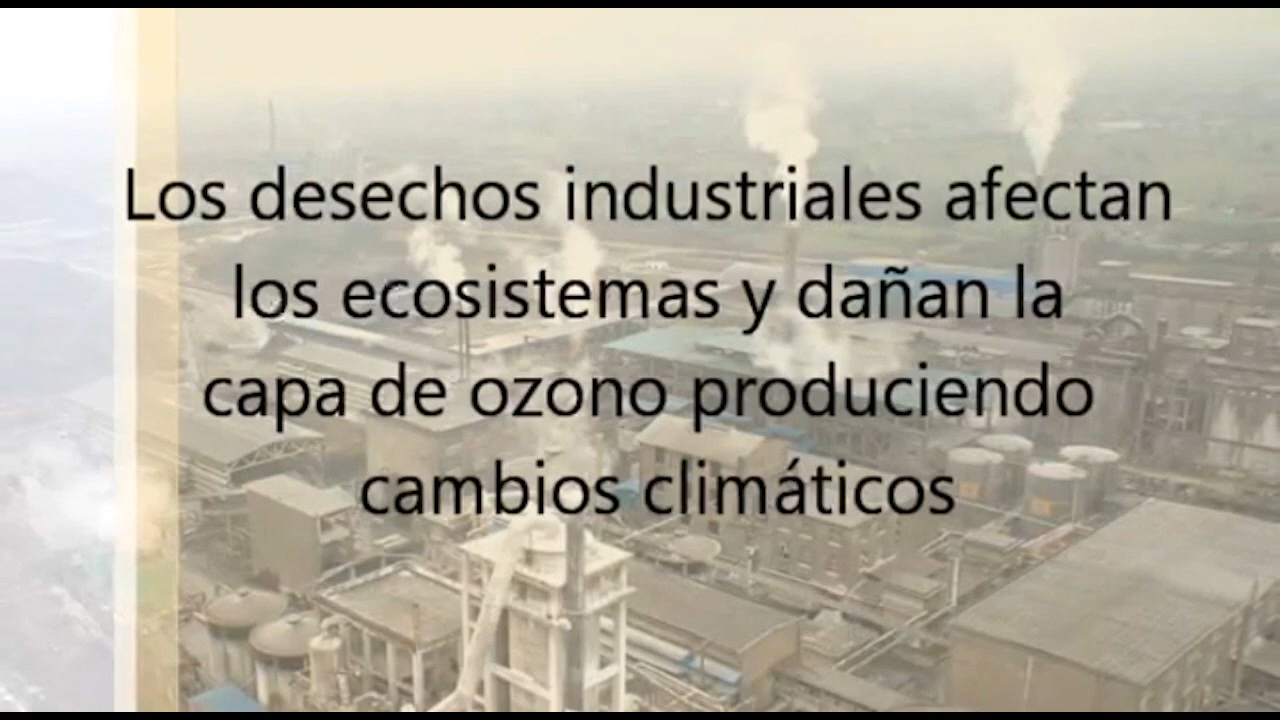 Los desechos industriales afectan
los ecosistemas y dañan la
capa de ozono produciendo
cambios climáticos